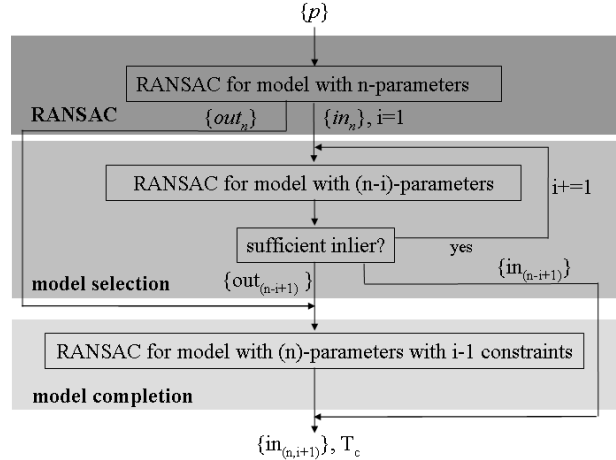 {p}
RANSAC for model with n-parameters
RANSAC
{out_n}
{in_n}, i=1
RANSAC for model with (n-i)-parameters
i+=1
sufficient inlier?
yes
{in_(n-i+1)}
model selection
{out_(n-i+1) }
RANSAC for model with (n)-parameters with i-1 constraints
model completion
{in_(n,i+1)}, T_c